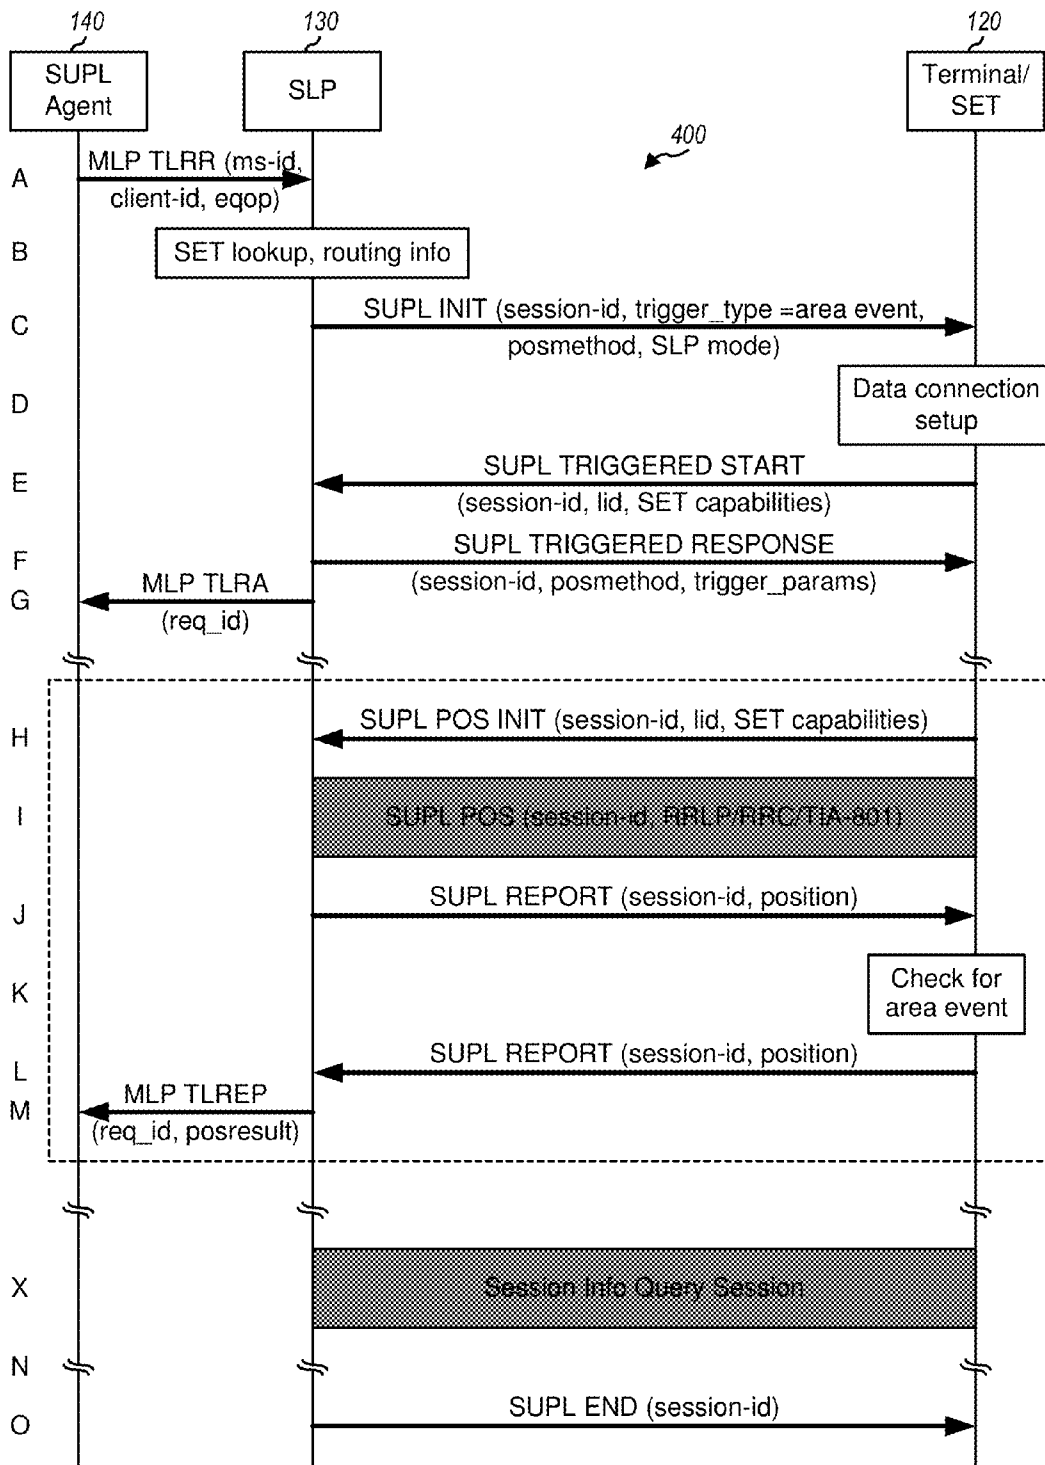 140
130
120
SUPL
Agent
SLP
Terminal/
SET
400
A
MLP TLRR (ms-id,
client-id, eqop)
B
SET lookup, routing info
C
SUPL INIT (session-id, trigger_type =area event,
posmethod, SLP mode)
D
Data connection
setup
E
SUPL TRIGGERED START
(session-id, lid, SET capabilities)
F
SUPL TRIGGERED RESPONSE
(session-id, posmethod, trigger_params)
G
MLP TLRA
(req_id)
H
SUPL POS INIT (session-id, lid, SET capabilities)
I
SUPL POS (session-id, RRLP/RRC/TIA-801)
J
SUPL REPORT (session-id, position)
K
Check for
area event
L
SUPL REPORT (session-id, position)
M
MLP TLREP
(req_id, posresult)
X
Session Info Query Session
N
O
SUPL END (session-id)